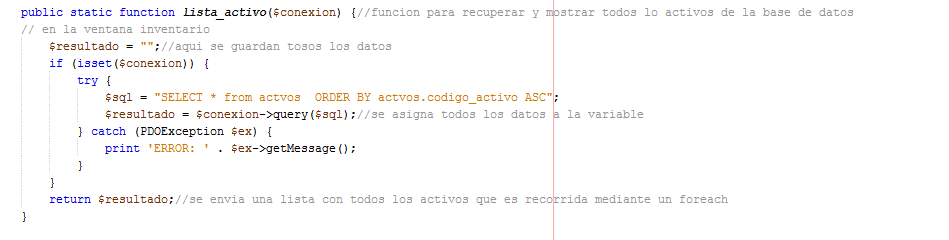 public static function lista_activo($conexion) {//funcion para recuperar y mostrar todos lo activos de la base de datos
// en la ventana inventario
    $resultado = "";//aqui se guardan tosos los datos
    if (isset($conexion)) {
        try {
            $sql = "SELECT * from actvos  ORDER BY actvos.codigo_activo ASC";
            $resultado = $conexion->query($sql);//se asigna todos los datos a la variable
        } catch (PDOException $ex) {
            print 'ERROR: ' . $ex->getMessage();
        }
    }
    return $resultado;//se envia una lista con todos los activos que es recorrida mediante un foreach
}